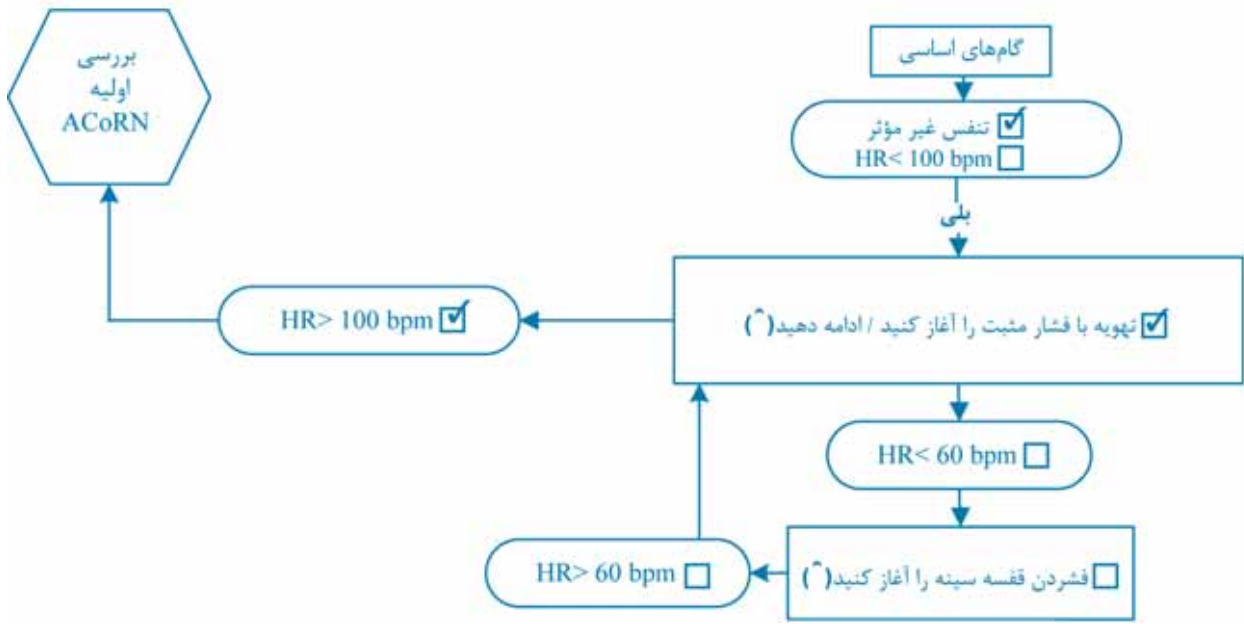 بررسی
اولیه
ACoRN
گام‌های اساسی
تنفس غیر مؤثر
HR< 100 bpm
بلی
تهویه با فشار مثبت را آغاز کنید / ادامه دهید(^)
HR> 100 bpm
HR< 60 bpm
فشردن قفسه سینه را آغاز کنید(^)
HR> 60 bpm